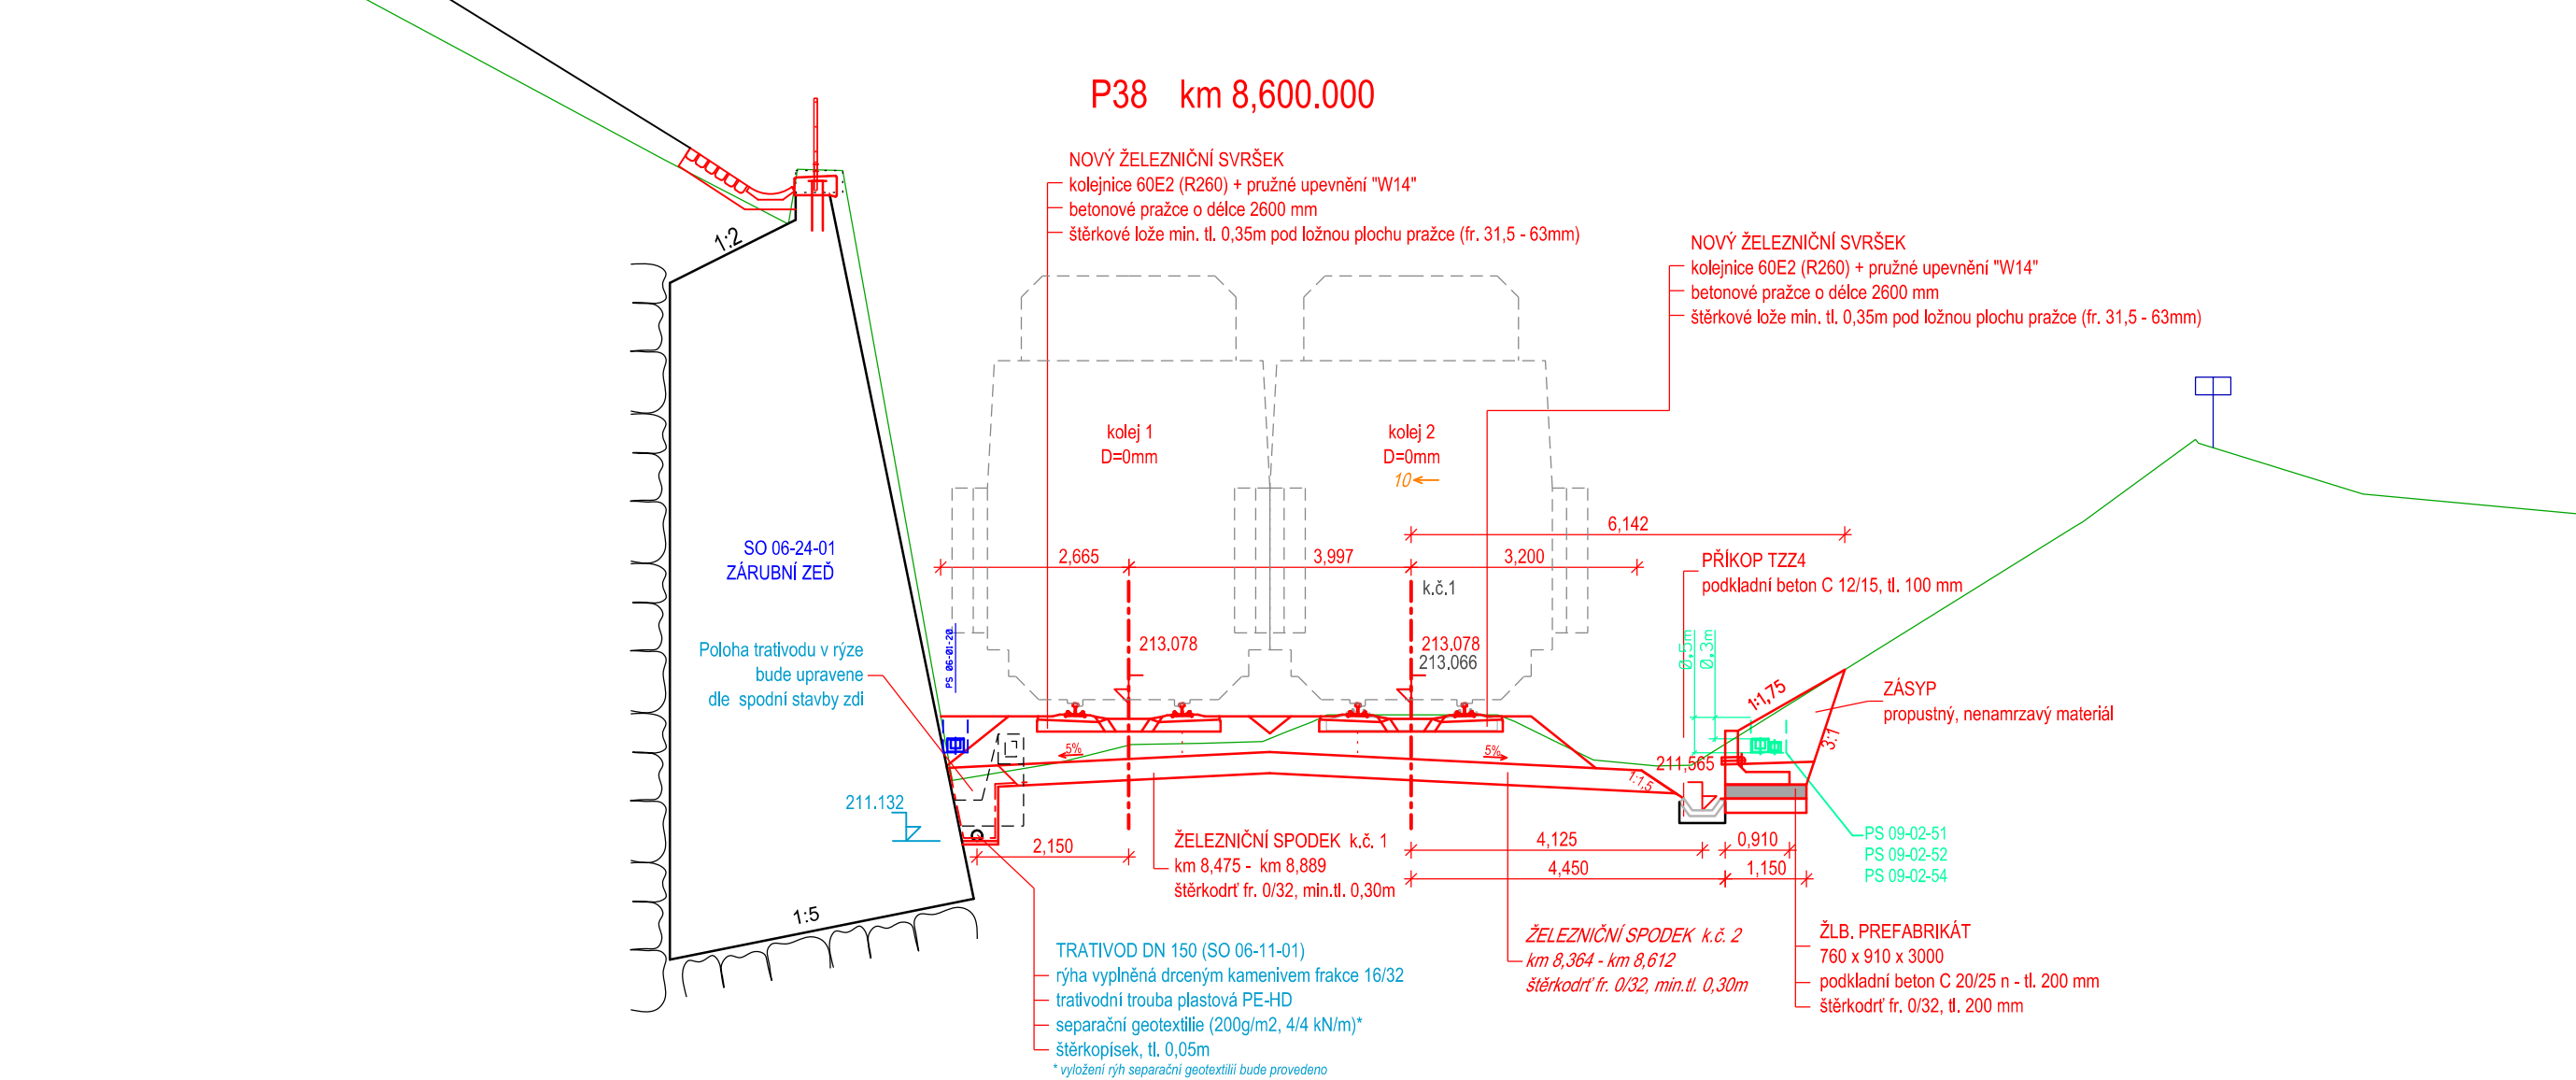 P38 km 8,600.000
NOVÝ ŽELEZNIČNÍ SVRŠEK
kolejnice 60E2 (R260) + pružné upevnění "W14"
betonové pražce o délce 2600 mm
štěrkové lože min. tl. 0,35m pod ložnou plochu pražce (fr. 31,5 - 63mm)
NOVÝ ŽELEZNIČNÍ SVRŠEK
kolejnice 60E2 (R260) + pružné upevnění "W14"
betonové pražce o délce 2600 mm
štěrkové lože min. tl. 0,35m pod ložnou plochu pražce (fr. 31,5 - 63mm)
1:2
kolej 1
D=0mm
kolej 2
D=0mm
10
6,142
2,665
3,997
3,200
SO 06-24-01
ZÁRUBNÍ ZEĎ
PŘÍKOP TZZ4
podkladní beton C 12/15, tl. 100 mm
k.č.1
Poloha trativodu v rýze
bude upravene
dle spodní stavby zdi
PS 06-01-20
213.078
213.078
213.066
0,5m
0,3m
1:1,75
ZÁSYP
propustný, nenamrzavý materiál
3:1
5%
5%
211,565
1:1,5
211.132
2,150
ŽELEZNIČNÍ SPODEK k.č. 1
km 8,475 - km 8,889
štěrkodrť fr. 0/32, min.tl. 0,30m
4,125
0,910
4,450
1,150
PS 09-02-51
PS 09-02-52
PS 09-02-54
1:5
TRATIVOD DN 150 (SO 06-11-01)
rýha vyplněná drceným kamenivem frakce 16/32
trativodní trouba plastová PE-HD
separační geotextilie (200g/m2, 4/4 kN/m)*
štěrkopísek, tl. 0,05m
* vyložení rýh separační geotextilií bude provedeno
ŽELEZNIČNÍ SPODEK k.č. 2
km 8,364 - km 8,612
štěrkodrť fr. 0/32, min.tl. 0,30m
ŽLB. PREFABRIKÁT
760 x 910 x 3000
podkladní beton C 20/25 n - tl. 200 mm
štěrkodrť fr. 0/32, tl. 200 mm